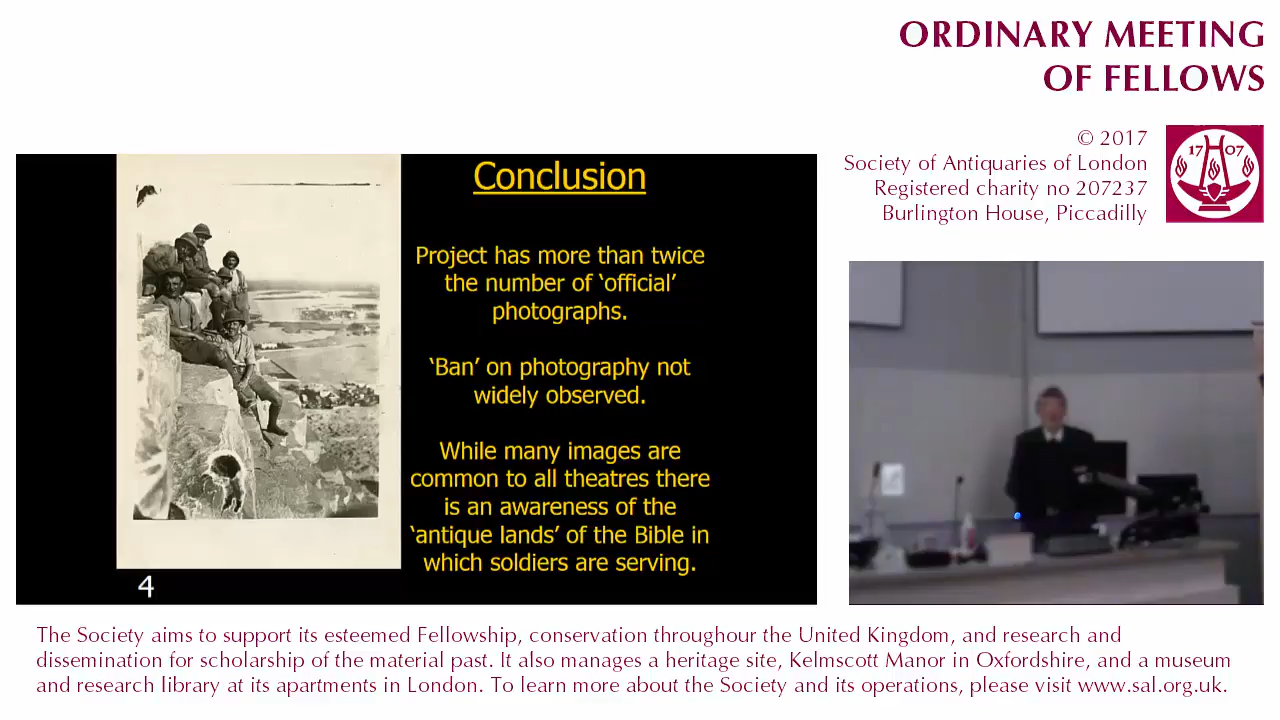 ORDINARY MEETING
OF FELLOWS
© 2017
Society of Antiquaries of London
Registered charity no 207237
Burlington House, Piccadilly
17 07
Conclusion
Project has more than twice
the number of ‘official’
photographs.
‘Ban’ on photography not
widely observed.
While many images are
common to all theatres there
is an awareness of the
‘antique lands’ of the Bible in
which soldiers are serving.
4
The Society aims to support its esteemed Fellowship, conservation throughour the United Kingdom, and research and
dissemination for scholarship of the material past. It also manages a heritage site, Kelmscott Manor in Oxfordshire, and a museum
and research library at its apartments in London. To learn more about the Society and its operations, please visit www.sal.org.uk.